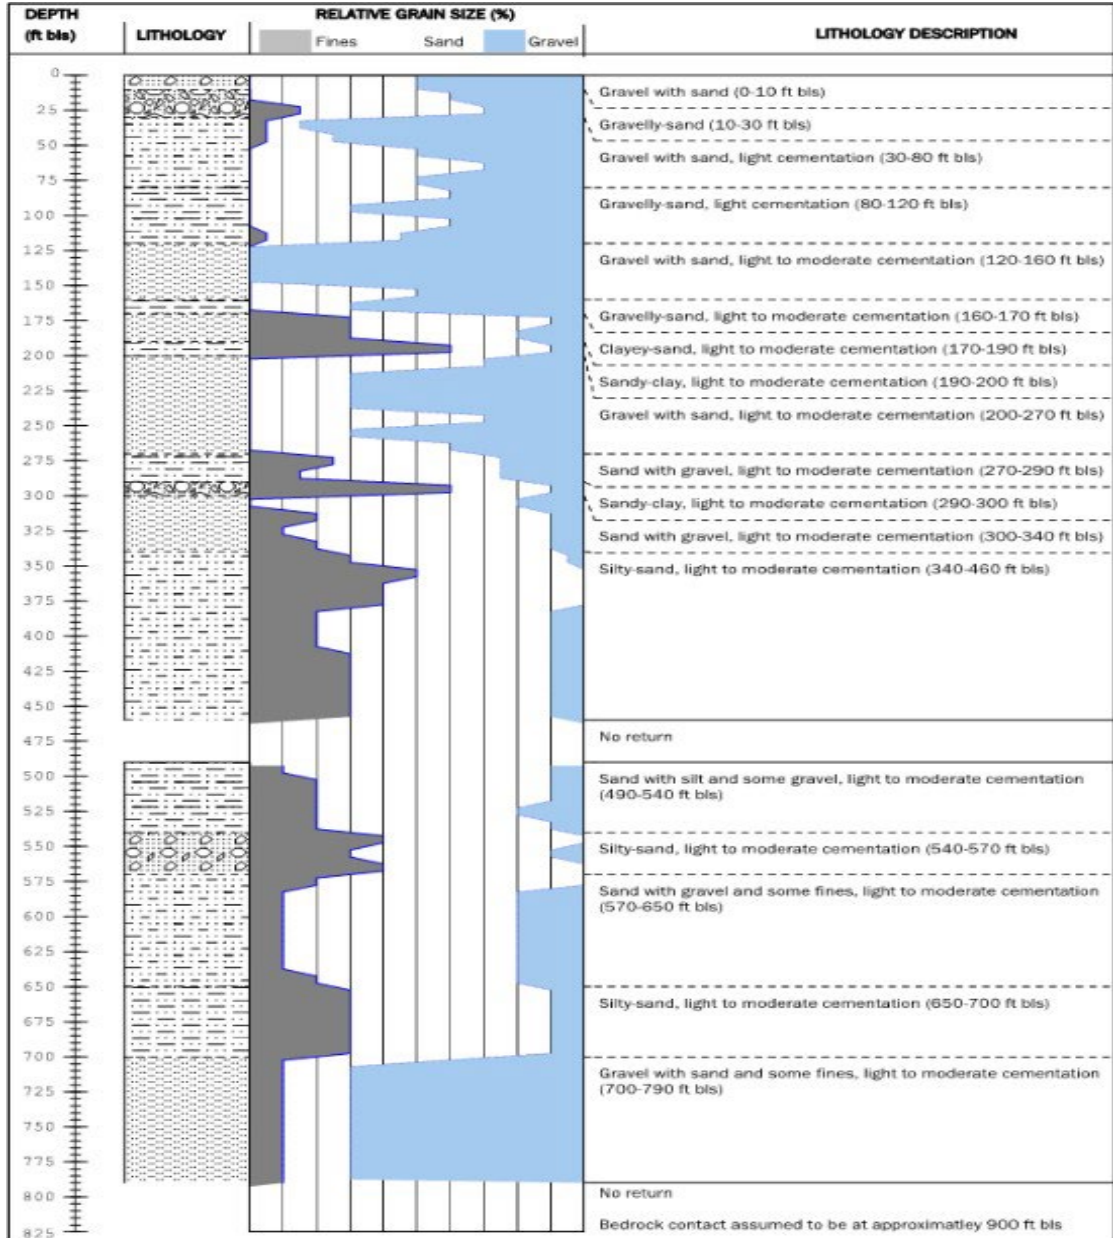 DEPTH
(ft bls)
LITHOLOGY
RELATIVE GRAIN SIZE (%)
Fines
Sand
Gravel
LITHOLOGY DESCRIPTION
0
25
50
75
100
125
150
175
200
225
250
275
300
325
350
375
400
425
450
475
500
525
550
575
600
625
650
675
700
725
750
775
800
825
Gravel with sand (0-10 ft bls)
Gravelly-sand (10-30 ft bls)
Gravel with sand, light cementation (30-80 ft bls)
Gravelly-sand, light cementation (80-120 ft bls)
Gravel with sand, light to moderate cementation (120-160 ft bls)
Gravelly-sand, light to moderate cementation (160-170 ft bls)
Clayey-sand, light to moderate cementation (170-190 ft bls)
Sandy-clay, light to moderate cementation (190-200 ft bls)
Gravel with sand, light to moderate cementation (200-270 ft bls)
Sand with gravel, light to moderate cementation (270-290 ft bls)
Sandy-clay, light to moderate cementation (290-300 ft bls)
Sand with gravel, light to moderate cementation (300-340 ft bls)
Silty-sand, light to moderate cementation (340-460 ft bls)
No return
Sand with silt and some gravel, light to moderate cementation
(490-540 ft bls)
Silty-sand, light to moderate cementation (540-570 ft bls)
Sand with gravel and some fines, light to moderate cementation
(570-650 ft bls)
Silty-sand, light to moderate cementation (650-700 ft bls)
Gravel with sand and some fines, light to moderate cementation
(700-790 ft bls)
No return
Bedrock contact assumed to be at approximatley 900 ft bls